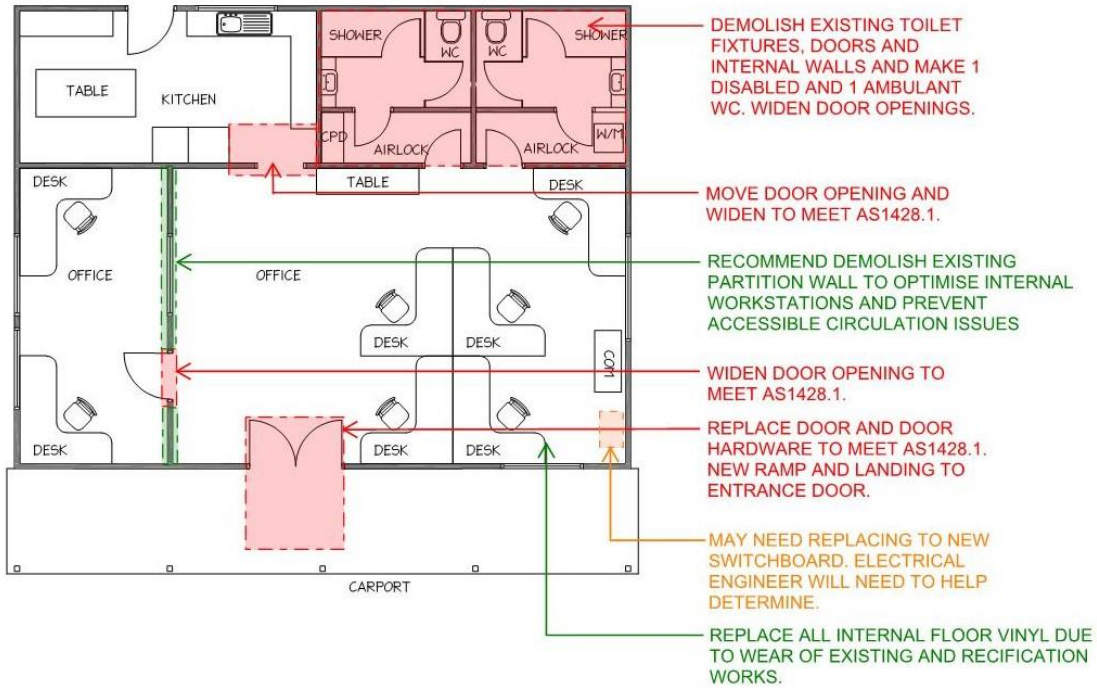 SHOWER
WC
WC
SHOWER
TABLE
KITCHEN
CPD
AIRLOCK
AIRLOCK
W/M
DESK
TABLE
DESK
OFFICE
OFFICE
DESK
DESK
COM
DESK
DESK
DESK
CARPORT
DEMOLISH EXISTING TOILET
FIXTURES, DOORS AND
INTERNAL WALLS AND MAKE 1
DISABLED AND 1 AMBULANT
WC. WIDEN DOOR OPENINGS.
MOVE DOOR OPENING AND
WIDEN TO MEET AS1428.1.
RECOMMEND DEMOLISH EXISTING
PARTITION WALL TO OPTIMISE INTERNAL
WORKSTATIONS AND PREVENT
ACCESSIBLE CIRCULATION ISSUES
WIDEN DOOR OPENING TO
MEET AS1428.1.
REPLACE DOOR AND DOOR
HARDWARE TO MEET AS1428.1.
NEW RAMP AND LANDING TO
ENTRANCE DOOR.
MAY NEED REPLACING TO NEW
SWITCHBOARD. ELECTRICAL
ENGINEER WILL NEED TO HELP
DETERMINE.
REPLACE ALL INTERNAL FLOOR VINYL DUE
TO WEAR OF EXISTING AND RECIFICATION
WORKS.